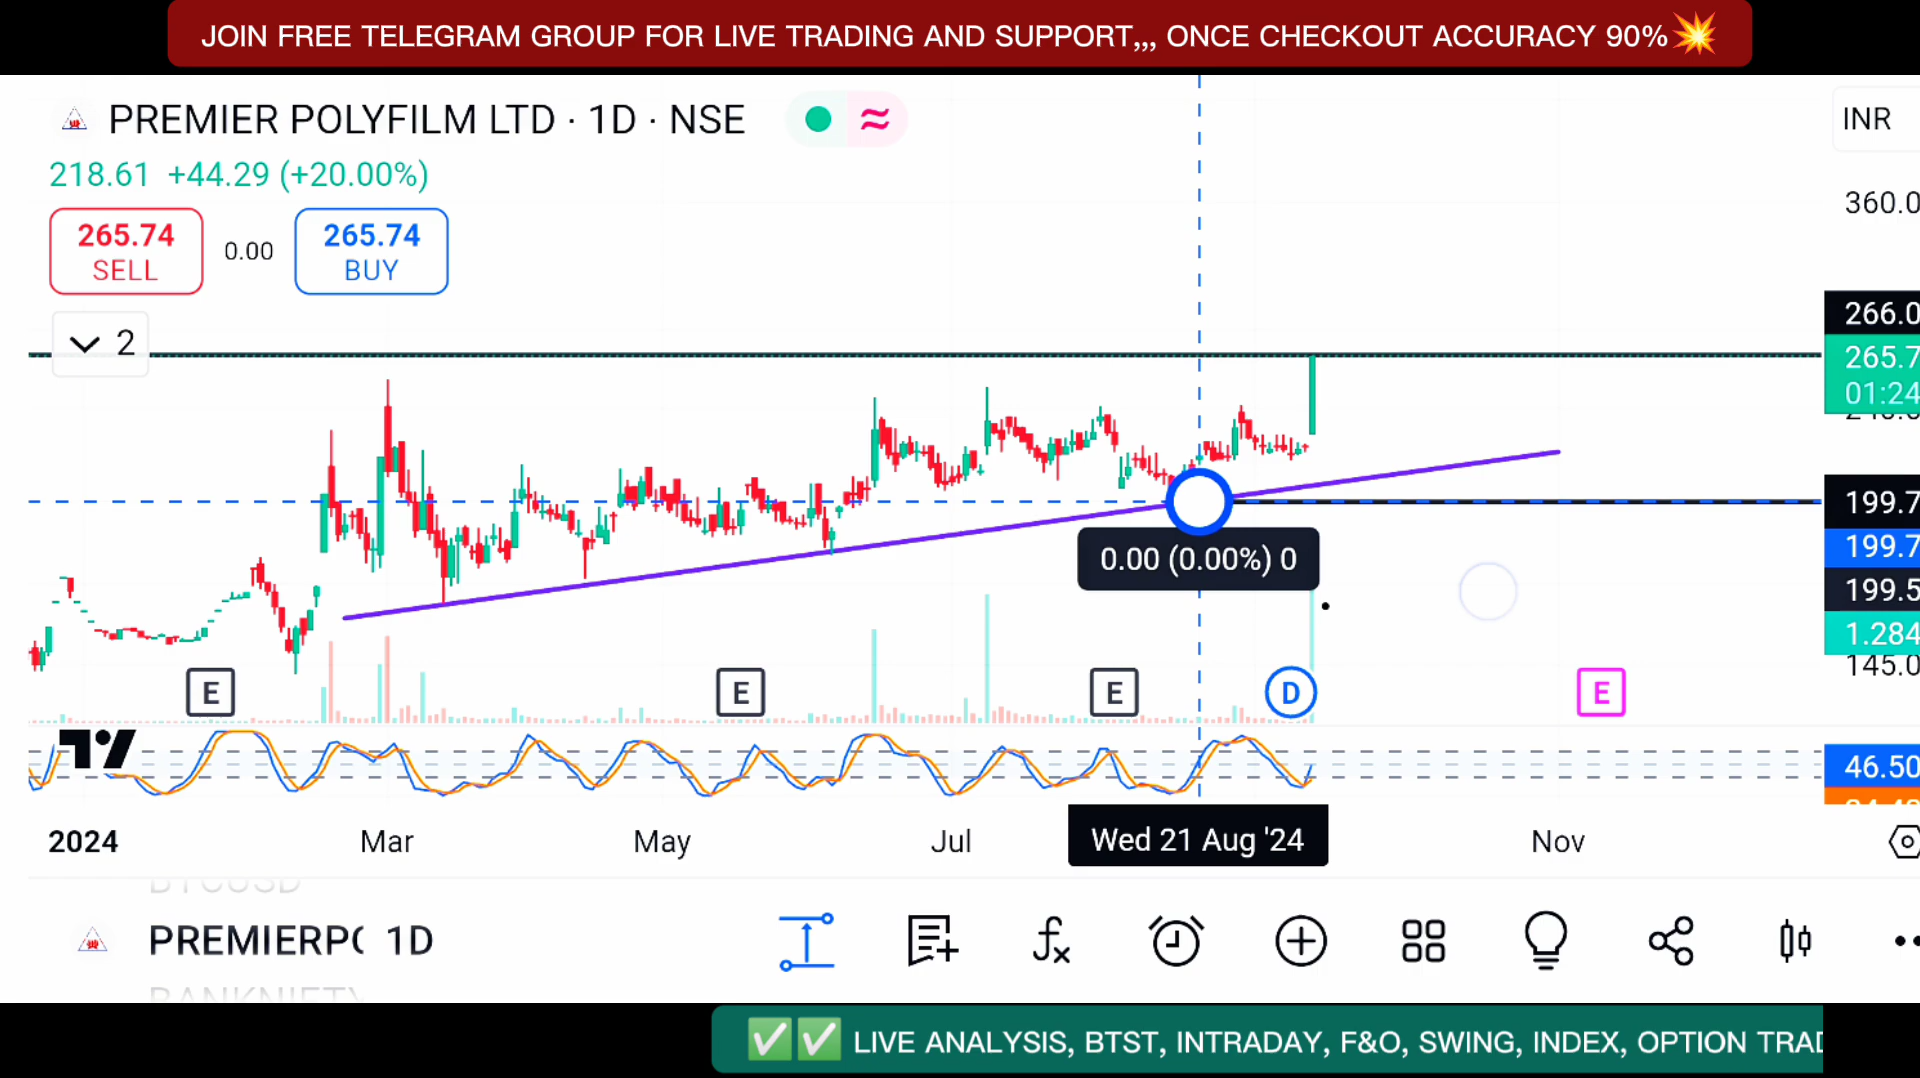 JOIN FREE TELEGRAM GROUP FOR LIVE TRADING AND SUPPORT,,, ONCE CHECKOUT ACCURACY 90%💥
PREMIER POLYFILM LTD · 1D · NSE
INR
218.61 +44.29 (+20.00%)
360.0
265.74
SELL
0.00
265.74
BUY
2
266.0
265.7
01:24
199.7
199.7
199.5
1.284
145.0
0.00 (0.00%) 0
E
E
E
D
E
46.50
2024
Mar
May
Jul
Wed 21 Aug '24
Nov
BTCUSD
PREMIERPO 1D
BANKNIFTY
✅✅ LIVE ANALYSIS, BTST, INTRADAY, F&O, SWING, INDEX, OPTION TRAD